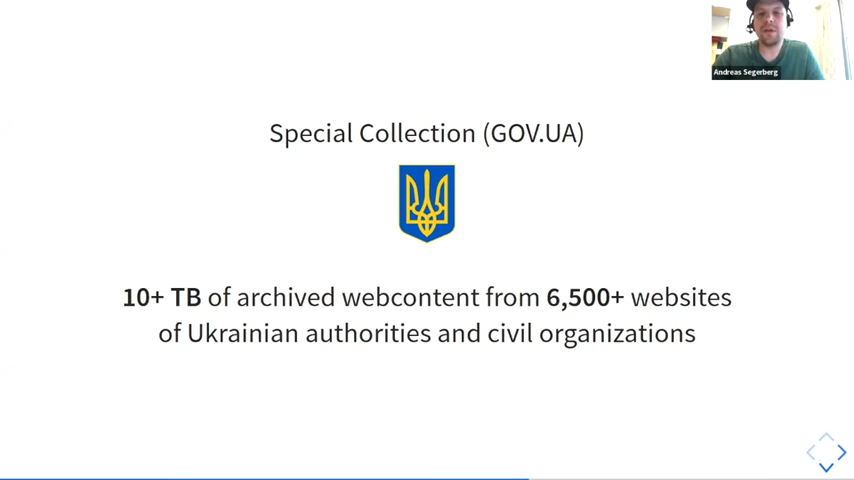 Andreas Segerberg
Special Collection (GOV.UA)
10+ TB of archived webcontent from 6,500+ websites
of Ukrainian authorities and civil organizations